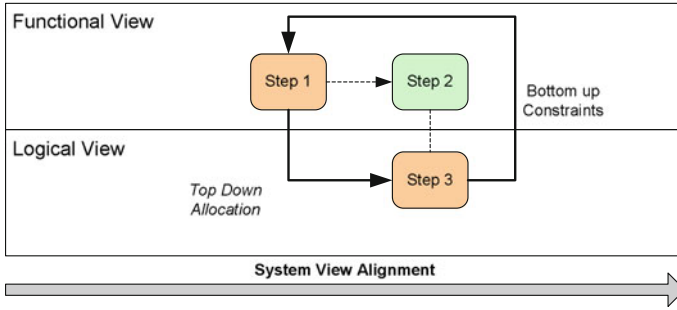 Functional View
Step 1
Step 2
Bottom up
Constraints
Logical View
Step 3
Top Down
Allocation
System View Alignment